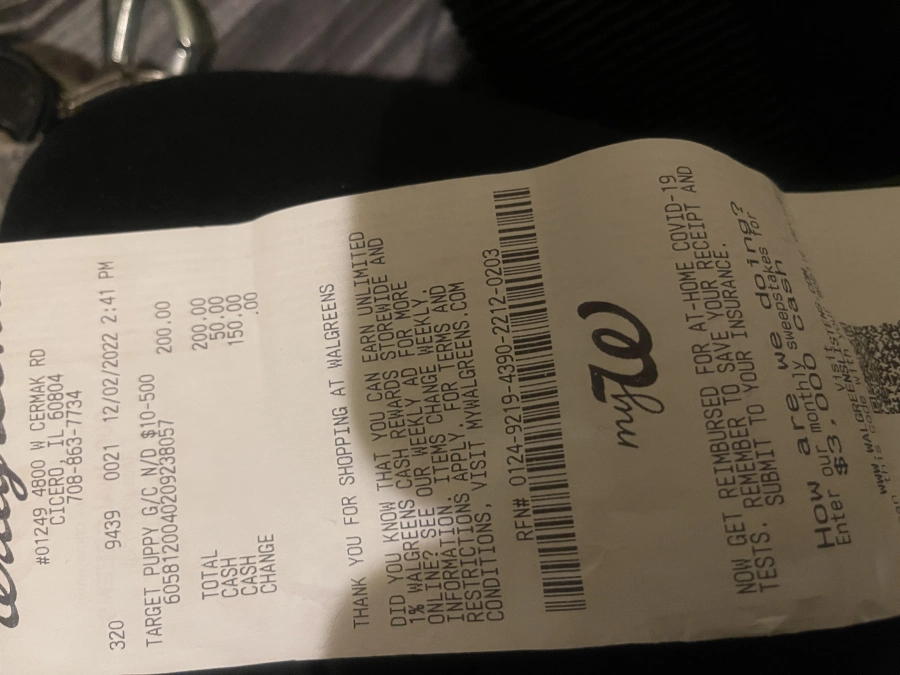 #01249 4800 W CERMAK RD
CICERO, IL 60804
708-863-7734
320 9439 0021 12/02/2022 2:41 PM
TARGET PUPPY G/C N/D $10-500
6058120040209238057 200.00
TOTAL 200.00
CASH 50.00
CASH 150.00
CHANGE .00
THANK YOU FOR SHOPPING AT WALGREENS
DID YOU KNOW THAT YOU CAN EARN UNLIMITED
1% WALGREENS CASH REWARDS STOREWIDE AND
ONLINE? SEE OUR WEEKLY AD FOR MORE
INFORMATION. ITEMS CHANGE WEEKLY.
RESTRICTIONS APPLY. FOR TERMS AND
CONDITIONS, VISIT MYWALGREENS.COM
RFN# 0124-9219-4390-2212-0203
myW
NOW GET REIMBURSED FOR AT-HOME COVID-19
TESTS. REMEMBER TO SAVE YOUR RECEIPT AND
SUBMIT TO YOUR INSURANCE.
How are we doing?
Enter our monthly sweepstakes for
$3,000 cash